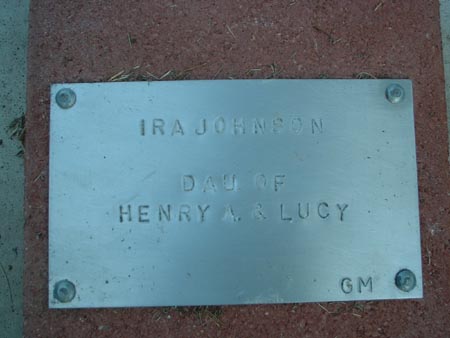 IRA JOHNSON
DAU OF
HENRY A. & LUCY
GM